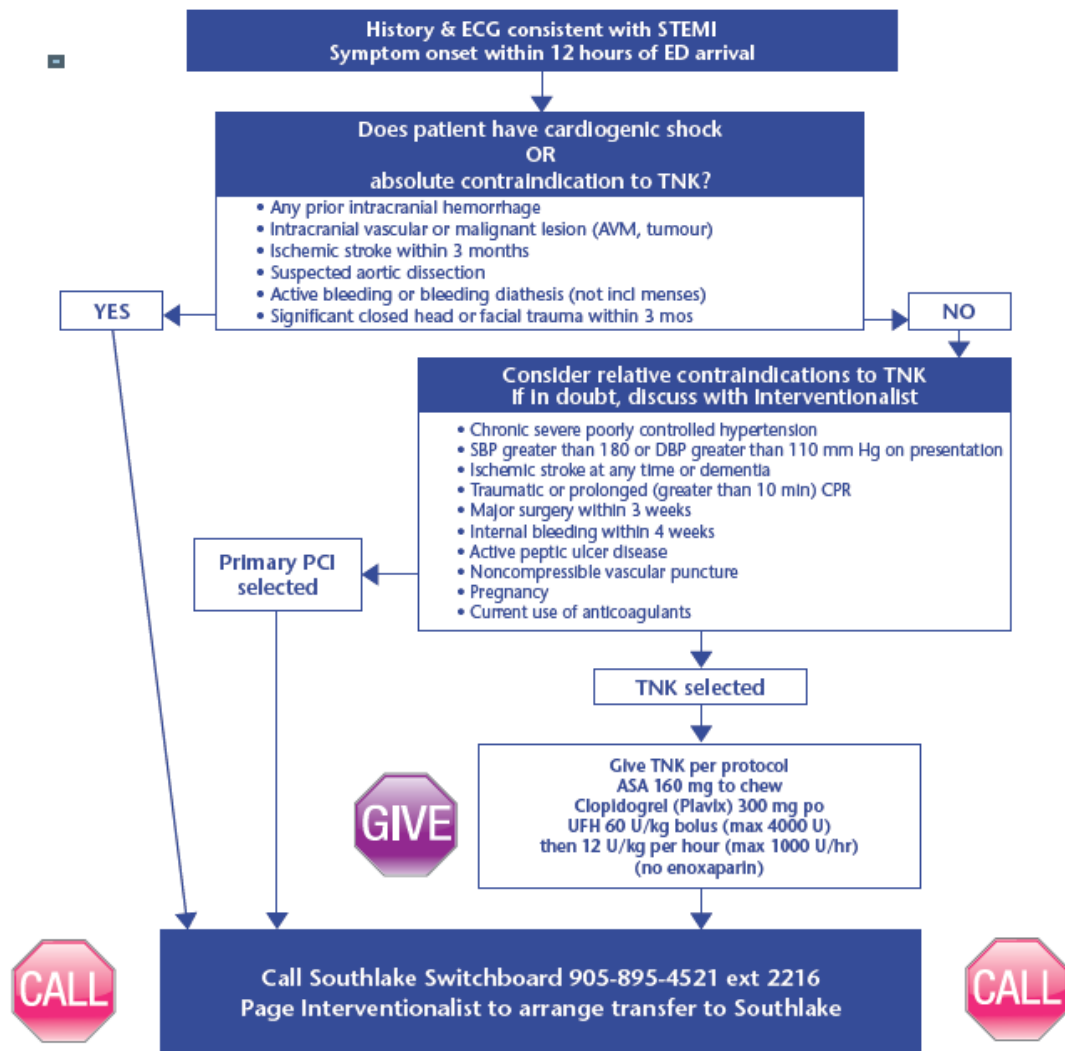 History & ECG consistent with STEMI
Symptom onset within 12 hours of ED arrival
Does patient have cardiogenic shock
OR
absolute contraindication to TNK?
• Any prior intracranial hemorrhage
• Intracranial vascular or malignant lesion (AVM, tumour)
• Ischemic stroke within 3 months
• Suspected aortic dissection
• Active bleeding or bleeding diathesis (not incl menses)
• Significant closed head or facial trauma within 3 mos
YES
NO
Consider relative contraindications to TNK
If in doubt, discuss with Interventionalist
• Chronic severe poorly controlled hypertension
• SBP greater than 180 or DBP greater than 110 mm Hg on presentation
• Ischemic stroke at any time or dementia
• Traumatic or prolonged (greater than 10 min) CPR
• Major surgery within 3 weeks
• Internal bleeding within 4 weeks
• Active peptic ulcer disease
• Noncompressible vascular puncture
• Pregnancy
• Current use of anticoagulants
Primary PCI
selected
TNK selected
GIVE
Give TNK per protocol
ASA 160 mg to chew
Clopidogrel (Plavix) 300 mg po
UFH 60 U/kg bolus (max 4000 U)
then 12 U/kg per hour (max 1000 U/hr)
(no enoxaparin)
CALL
Call Southlake Switchboard 905-895-4521 ext 2216
Page Interventionalist to arrange transfer to Southlake
CALL